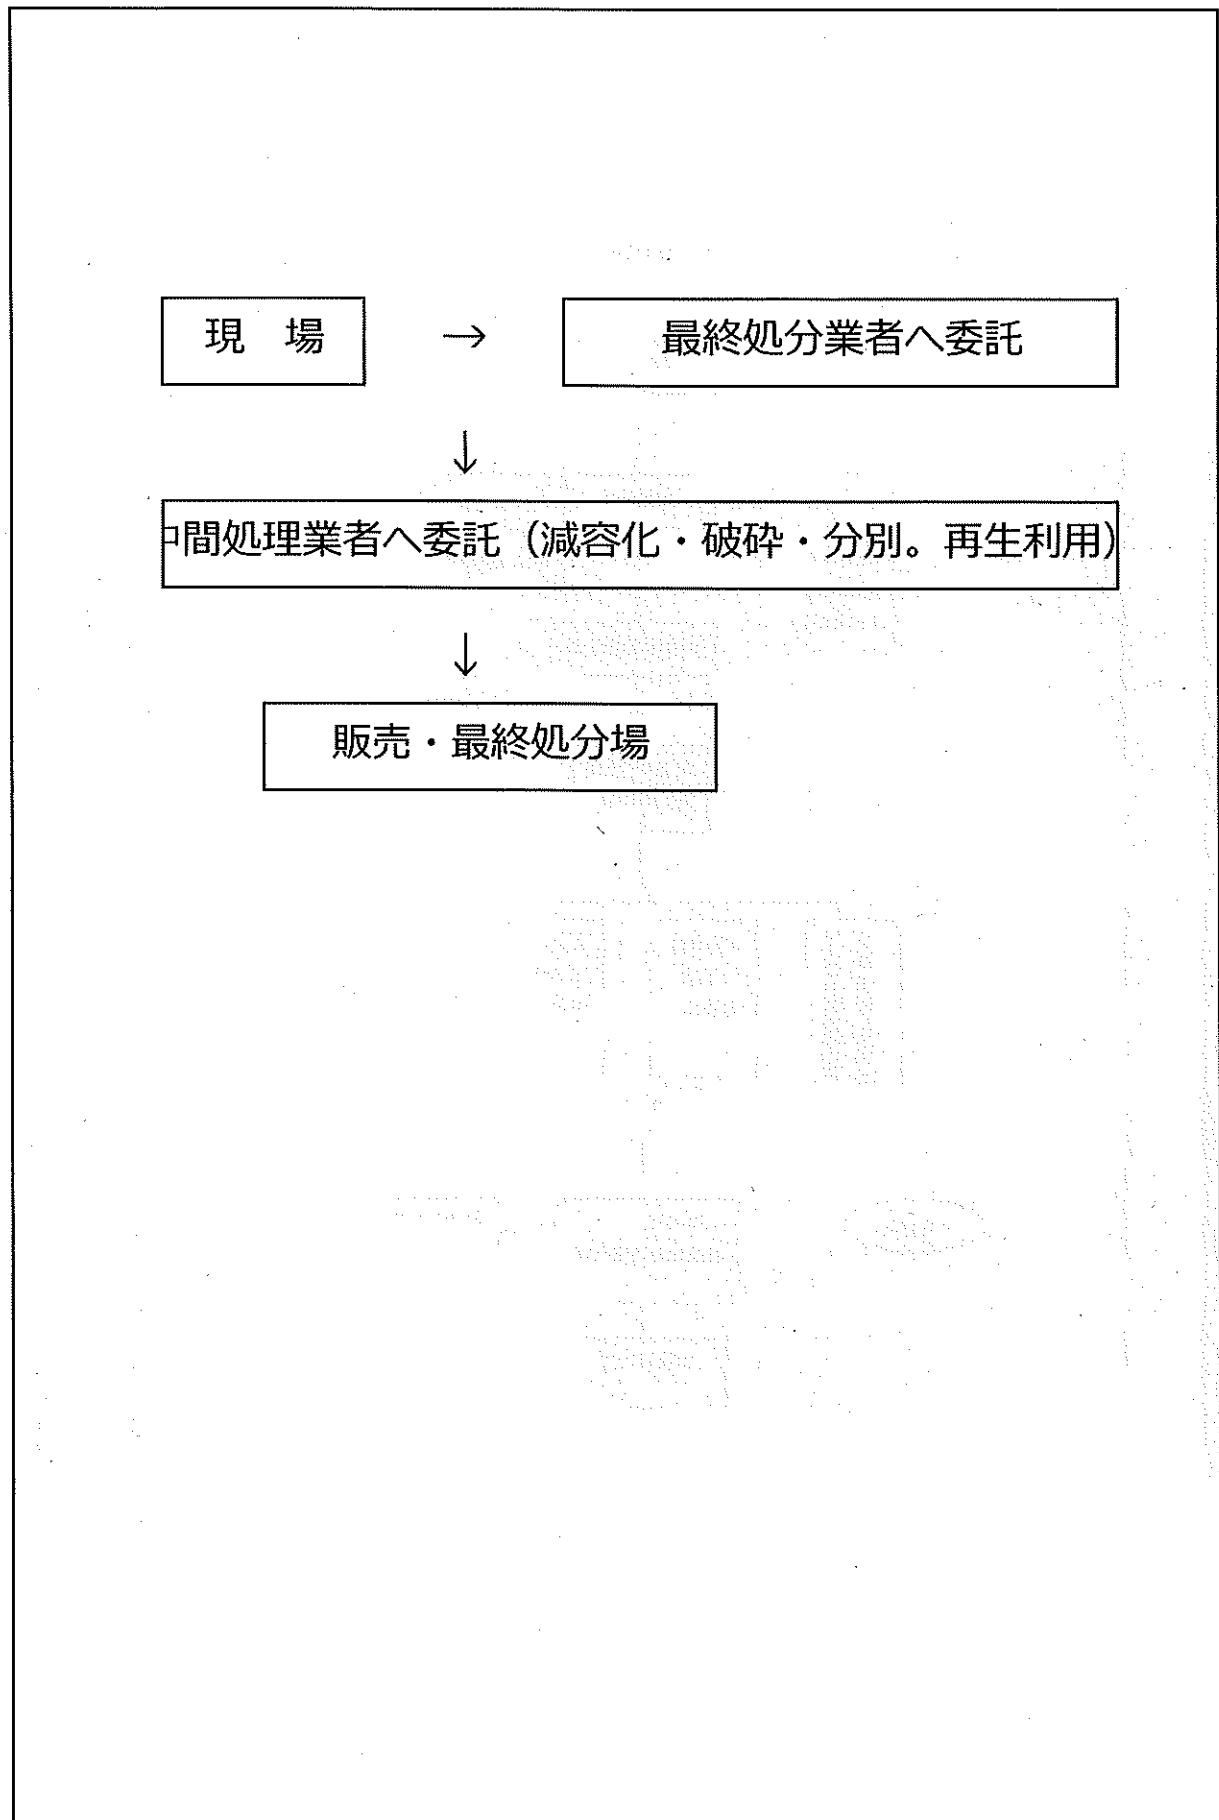 現　場 → 最終処分業者へ委託
↓
中間処理業者へ委託（減容化・破砕・分別。再生利用）
↓
販売・最終処分場